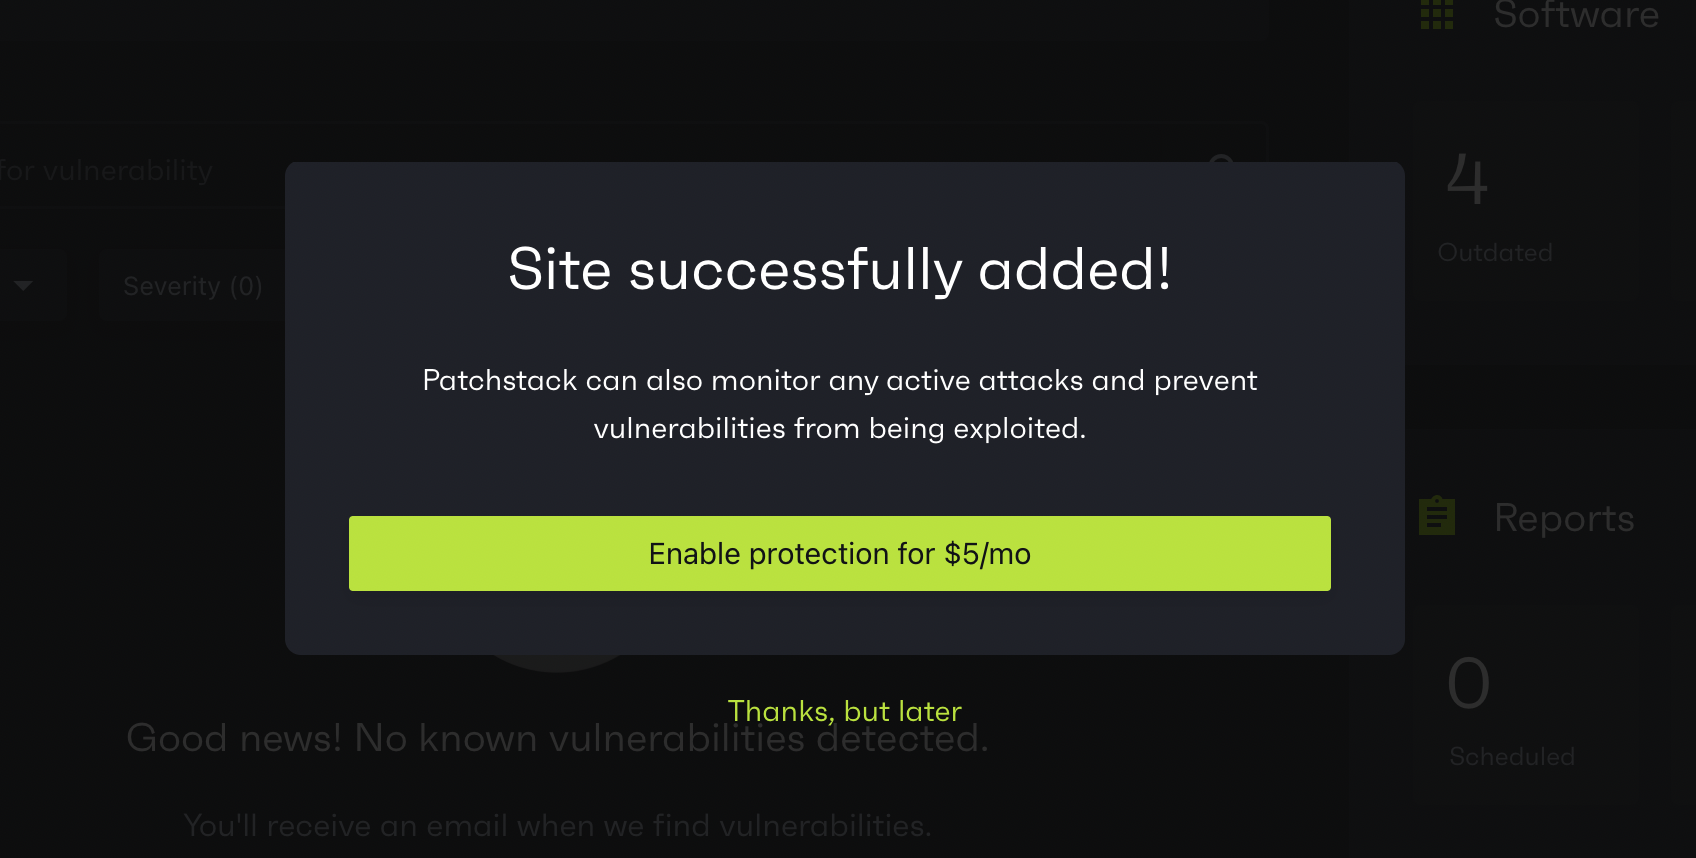 Software
for vulnerability
4
Outdated
Severity (0)
Site successfully added!
Patchstack can also monitor any active attacks and prevent
vulnerabilities from being exploited.
Enable protection for $5/mo
Reports
Thanks, but later
0
Scheduled
Good news! No known vulnerabilities detected.
You'll receive an email when we find vulnerabilities.